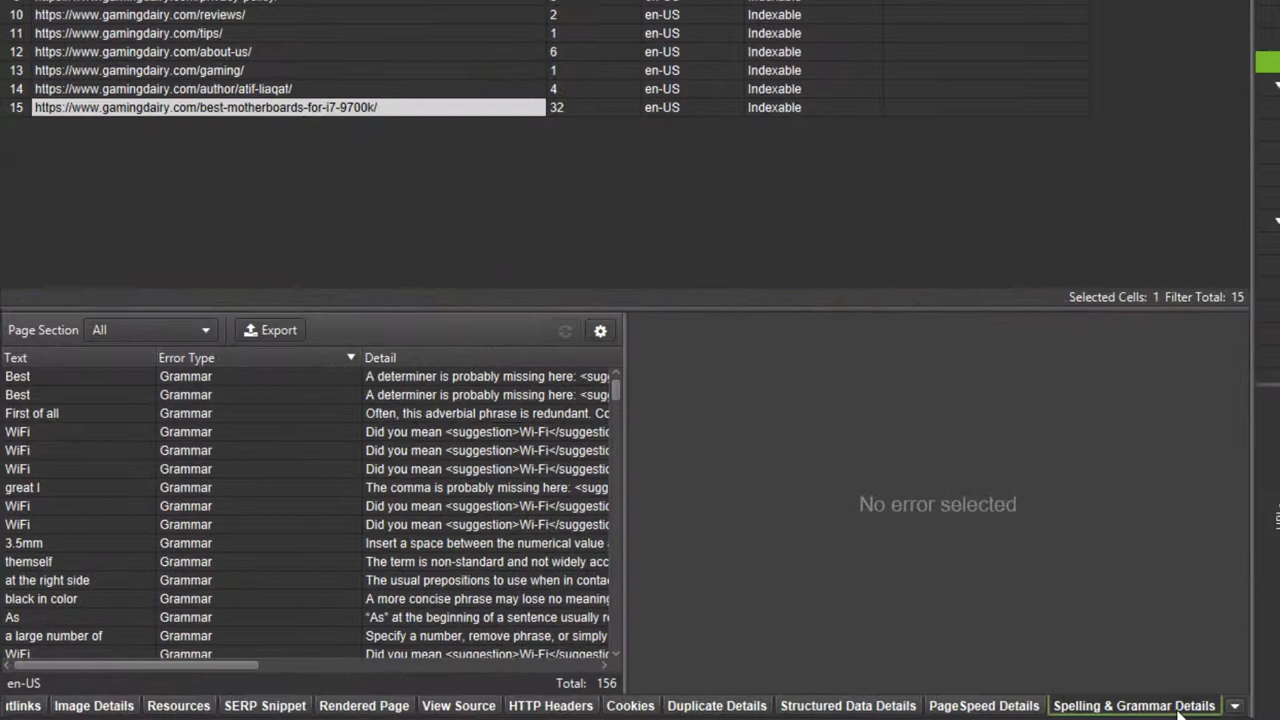 10 https://www.gamingdairy.com/reviews/ 2 en-US Indexable
11 https://www.gamingdairy.com/tips/ 1 en-US Indexable
12 https://www.gamingdairy.com/about-us/ 6 en-US Indexable
13 https://www.gamingdairy.com/gaming/ 1 en-US Indexable
14 https://www.gamingdairy.com/author/atif-liaqat/ 4 en-US Indexable
15 https://www.gamingdairy.com/best-motherboards-for-i7-9700k/ 32 en-US Indexable
Selected Cells: 1 Filter Total: 15
Page Section All Export
Text Error Type Detail
Best Grammar A determiner is probably missing here: <sugg
Best Grammar A determiner is probably missing here: <sugg
First of all Grammar Often, this adverbial phrase is redundant. Co
WiFi Grammar Did you mean <suggestion>Wi-Fi</suggestic
WiFi Grammar Did you mean <suggestion>Wi-Fi</suggestic
WiFi Grammar Did you mean <suggestion>Wi-Fi</suggestic
great I Grammar The comma is probably missing here: <sugg
WiFi Grammar Did you mean <suggestion>Wi-Fi</suggestic
WiFi Grammar Did you mean <suggestion>Wi-Fi</suggestic
No error selected
3.5mm Grammar Insert a space between the numerical value
themself Grammar The term is non-standard and not widely acc
at the right side Grammar The usual prepositions to use when in conta
black in color Grammar A more concise phrase may lose no meaning
As Grammar “As” at the beginning of a sentence usually r
a large number of Grammar Specify a number, remove phrase, or simply
WiFi Grammar Did you mean <suggestion>Wi-Fi</suggestic
en-US Total: 156
utlinks Image Details Resources SERP Snippet Rendered Page View Source HTTP Headers Cookies Duplicate Details Structured Data Details PageSpeed Details Spelling & Grammar Details